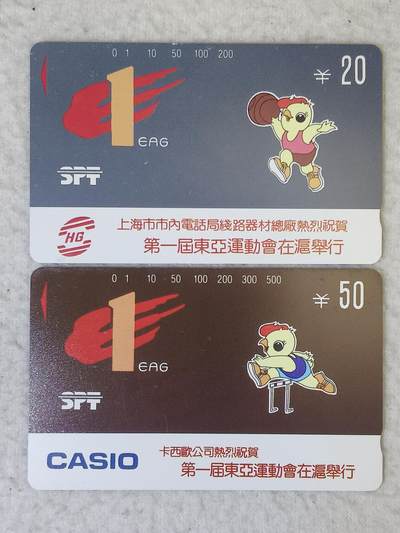 0 1 10 50 100 200
¥ 20
1
EAG
SPT
HG
上海市市內電話局綫路器材總廠熱烈祝賀
第一屆東亞運動會在滬舉行
0 1 10 50 100 200 300 500
¥ 50
1
EAG
SPT
CASIO
卡西歐公司熱烈祝賀
第一屆東亞運動會在滬舉行